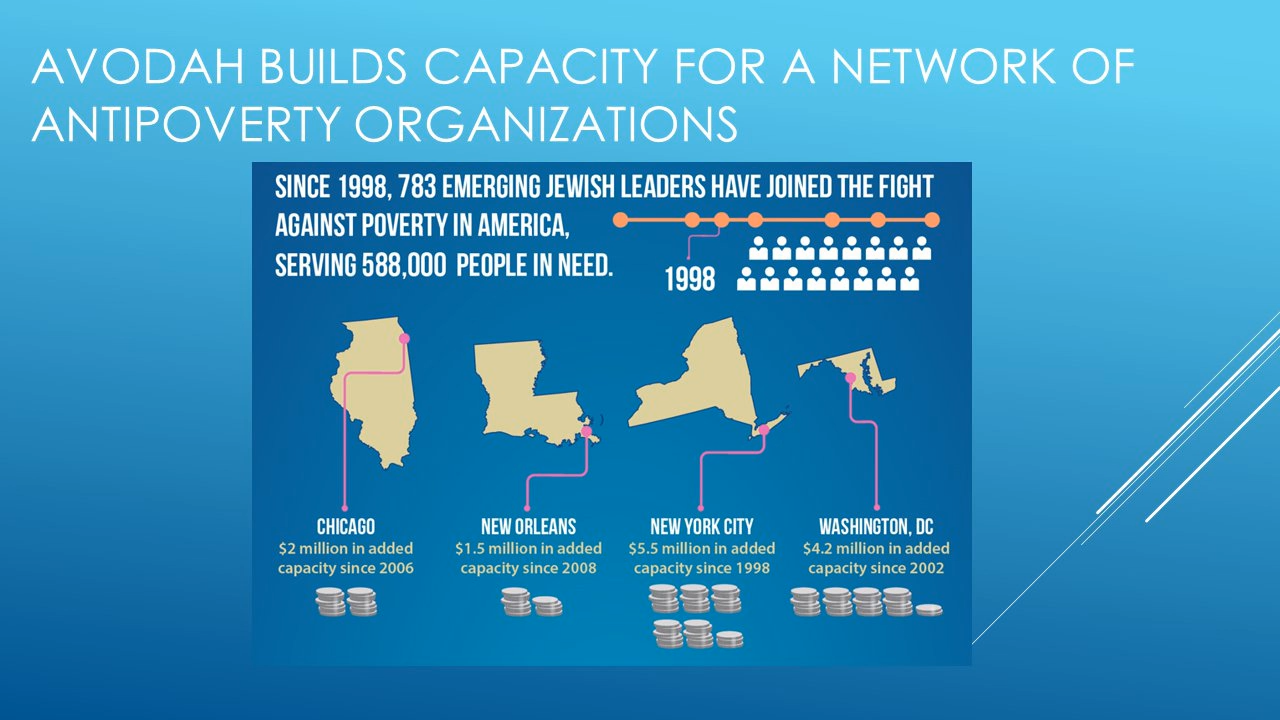 AVODAH BUILDS CAPACITY FOR A NETWORK OF
ANTIPOVERTY ORGANIZATIONS
SINCE 1998, 783 EMERGING JEWISH LEADERS HAVE JOINED THE FIGHT
AGAINST POVERTY IN AMERICA,
SERVING 588,000 PEOPLE IN NEED.
1998
CHICAGO
$2 million in added
capacity since 2006
NEW ORLEANS
$1.5 million in added
capacity since 2008
NEW YORK CITY
$5.5 million in added
capacity since 1998
WASHINGTON, DC
$4.2 million in added
capacity since 2002